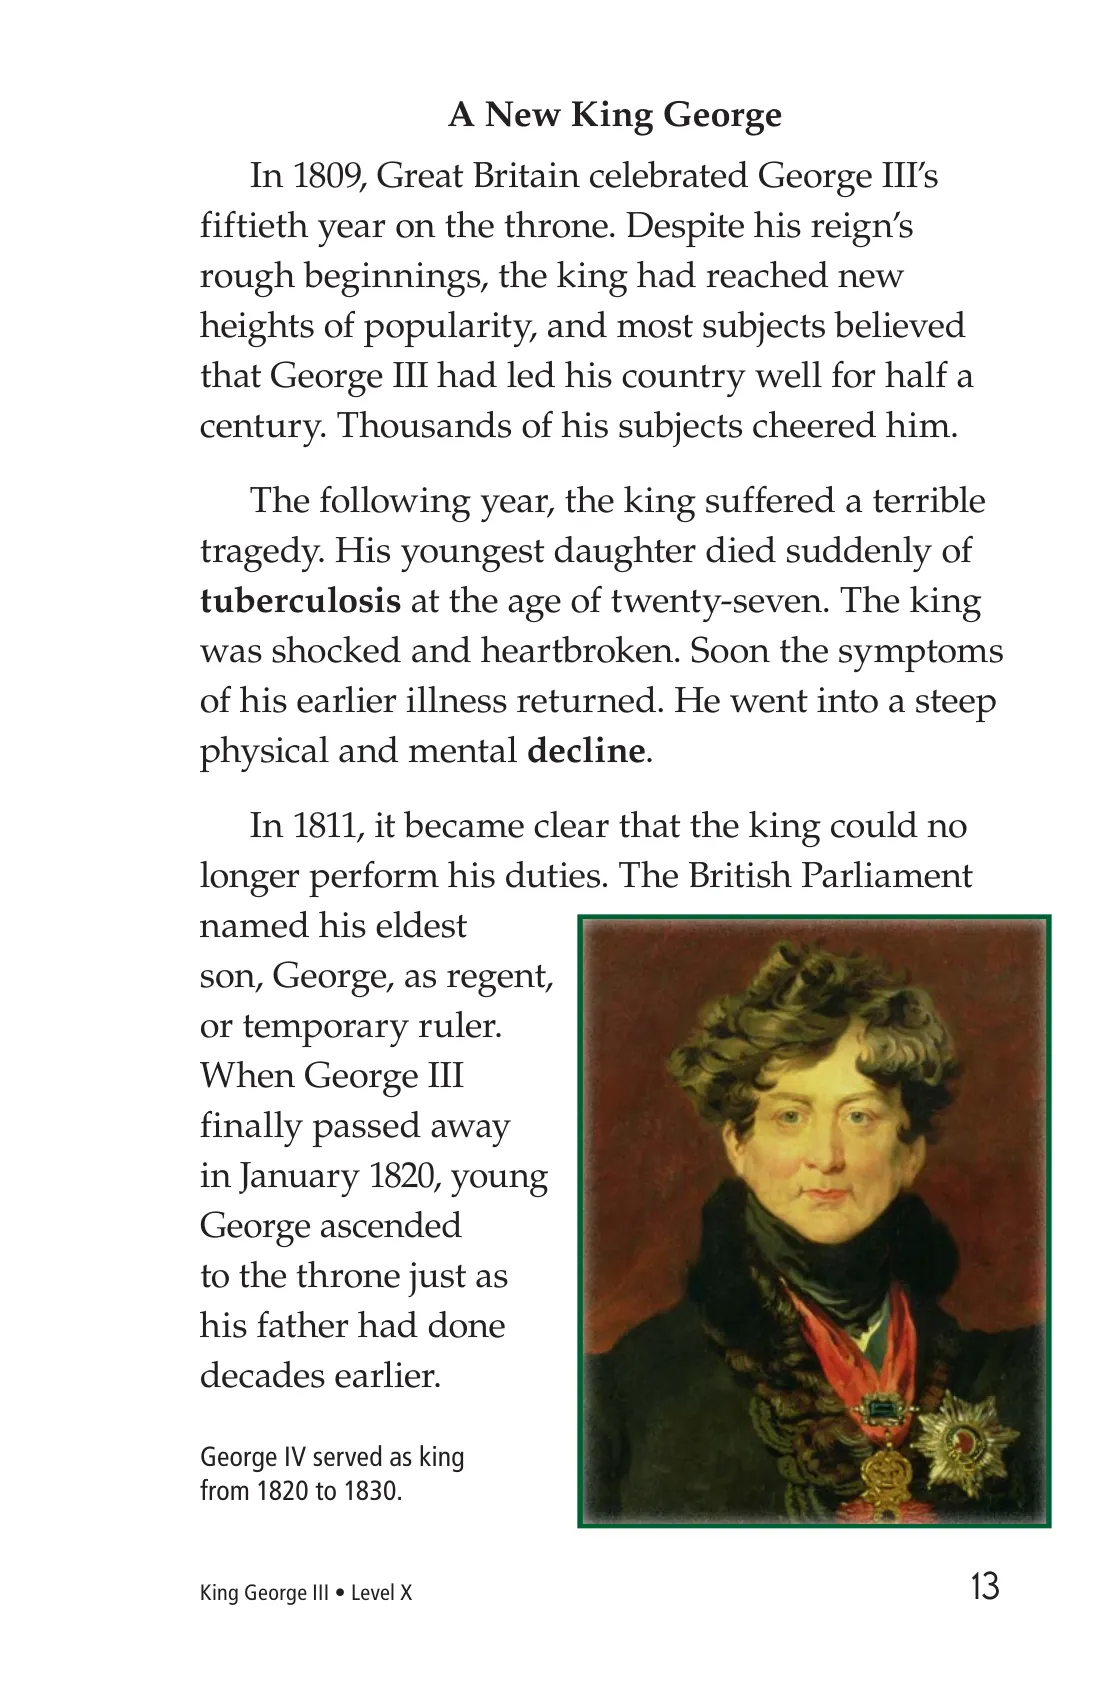 A New King George
In 1809, Great Britain celebrated George III’s
fiftieth year on the throne. Despite his reign’s
rough beginnings, the king had reached new
heights of popularity, and most subjects believed
that George III had led his country well for half a
century. Thousands of his subjects cheered him.
The following year, the king suffered a terrible
tragedy. His youngest daughter died suddenly of
tuberculosis at the age of twenty-seven. The king
was shocked and heartbroken. Soon the symptoms
of his earlier illness returned. He went into a steep
physical and mental decline.
In 1811, it became clear that the king could no
longer perform his duties. The British Parliament
named his eldest
son, George, as regent,
or temporary ruler.
When George III
finally passed away
in January 1820, young
George ascended
to the throne just as
his father had done
decades earlier.
George IV served as king
from 1820 to 1830.
King George III • Level X
13